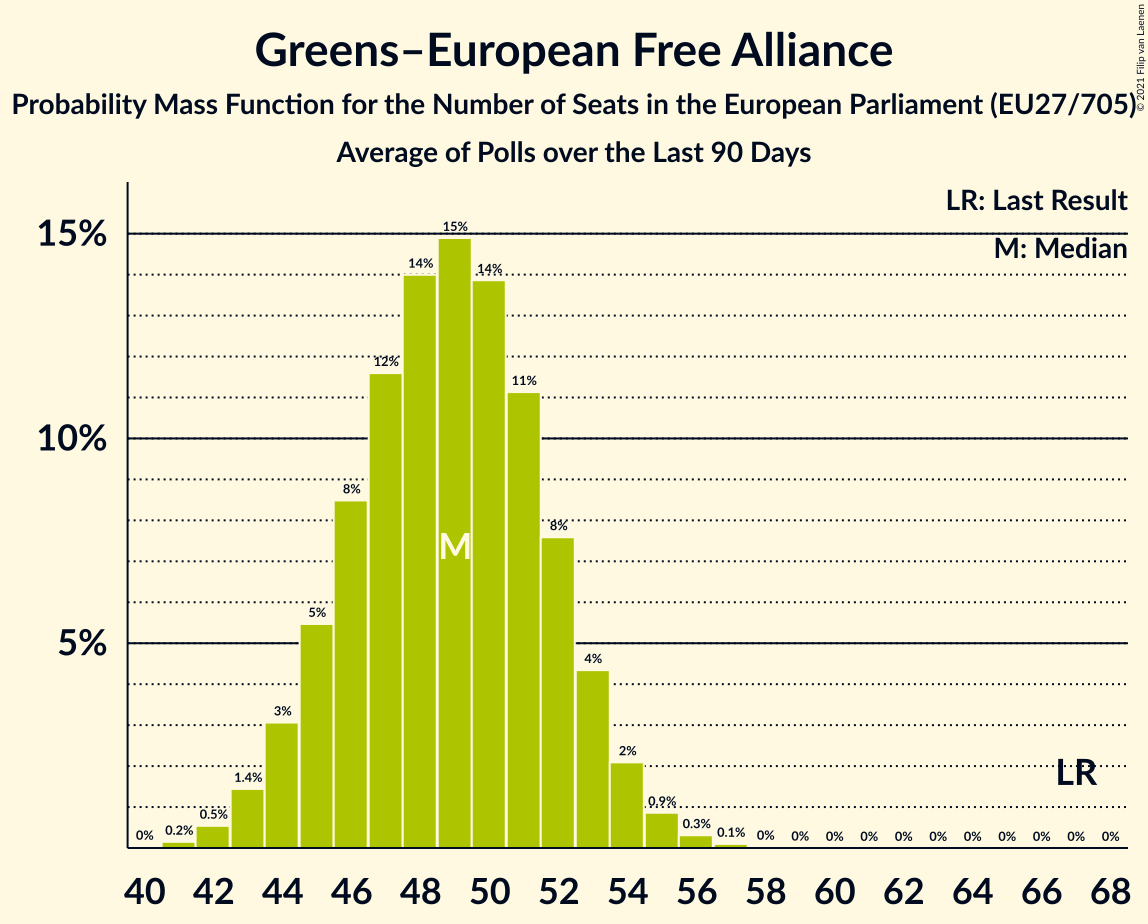 Greens–European Free Alliance
Probability Mass Function for the Number of Seats in the European Parliament (EU27/705)
Average of Polls over the Last 90 Days
© 2021 Filip van Laenen
LR: Last Result
M: Median
15%
10%
5%
0% 0.2% 0.5% 1.4% 3% 5% 8% 12% 14% 15% 14% 11% 8% 4% 2% 0.9% 0.3% 0.1% 0% 0% 0% 0% 0% 0% 0% 0% 0% 0% 0%
M
LR
40 42 44 46 48 50 52 54 56 58 60 62 64 66 68